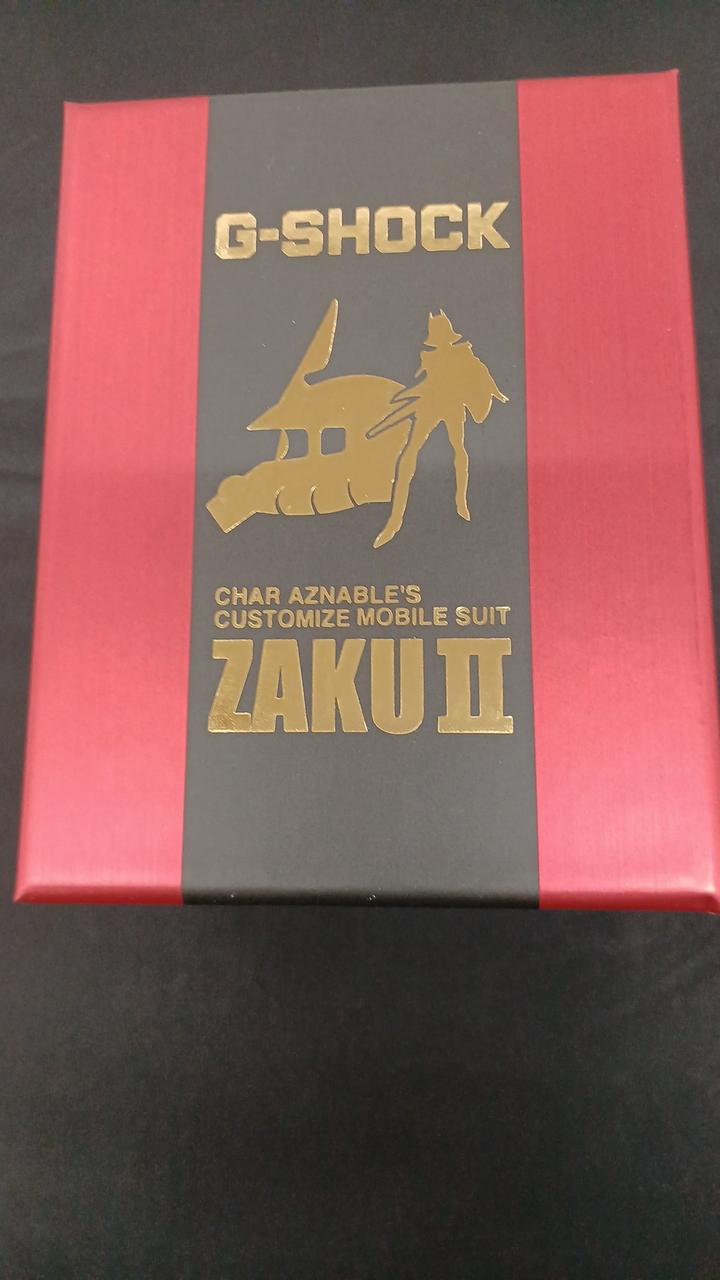 G-SHOCK
CHAR AZNABLE'S
CUSTOMIZE MOBILE SUIT
ZAKU II